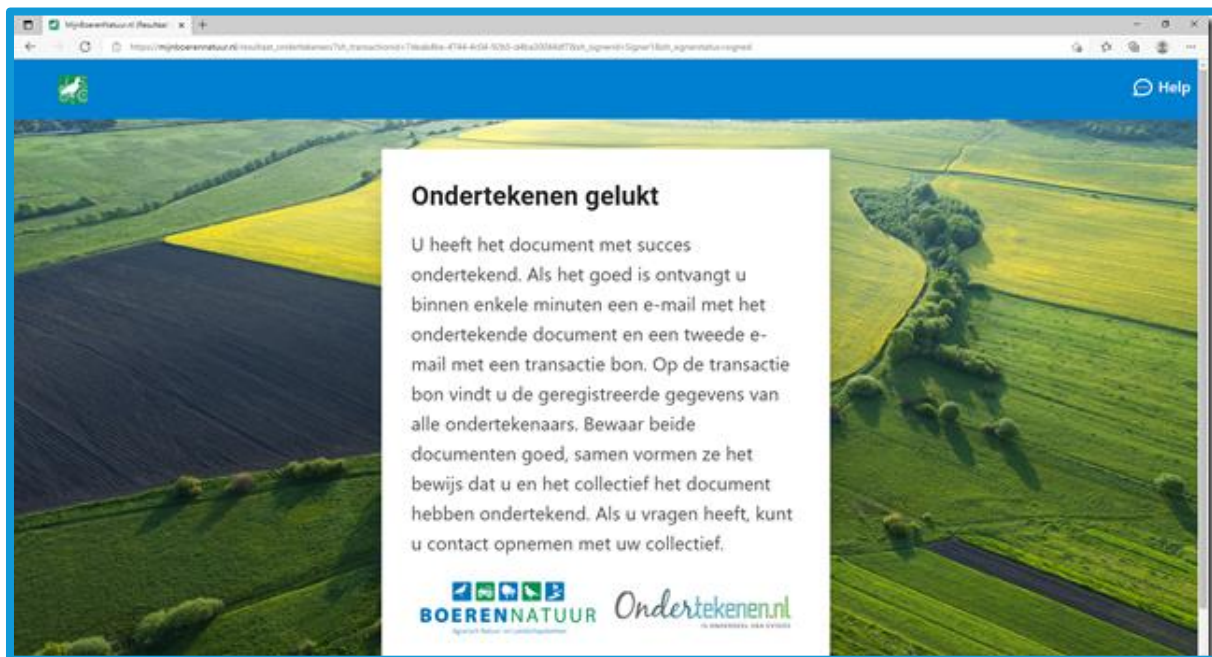 MijnBoerenNatuur.nl (Resultaat
Help
Ondertekenen gelukt
U heeft het document met succes
ondertekend. Als het goed is ontvangt u
binnen enkele minuten een e-mail met het
ondertekende document en een tweede e-
mail met een transactie bon. Op de transactie
bon vindt u de geregistreerde gegevens van
alle ondertekenaars. Bewaar beide
documenten goed, samen vormen ze het
bewijs dat u en het collectief het document
hebben ondertekend. Als u vragen heeft, kunt
u contact opnemen met uw collectief.
BOERENNATUUR
Ondertekenen.nl